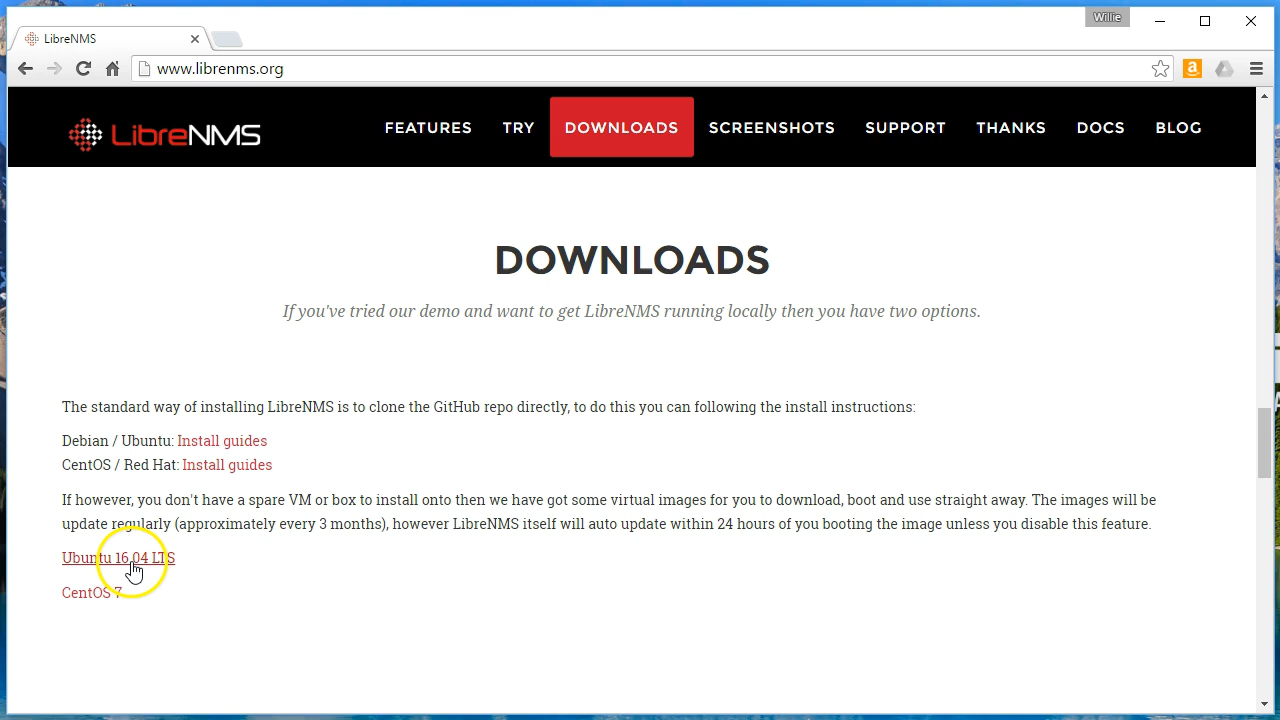 Willie
LibreNMS
www.librenms.org
LibreNMS FEATURES TRY DOWNLOADS SCREENSHOTS SUPPORT THANKS DOCS BLOG
DOWNLOADS
If you've tried our demo and want to get LibreNMS running locally then you have two options.
The standard way of installing LibreNMS is to clone the GitHub repo directly, to do this you can following the install instructions:
Debian / Ubuntu: Install guides
CentOS / Red Hat: Install guides
If however, you don't have a spare VM or box to install onto then we have got some virtual images for you to download, boot and use straight away. The images will be
update regularly (approximately every 3 months), however LibreNMS itself will auto update within 24 hours of you booting the image unless you disable this feature.
Ubuntu 16.04 LTS
CentOS 7